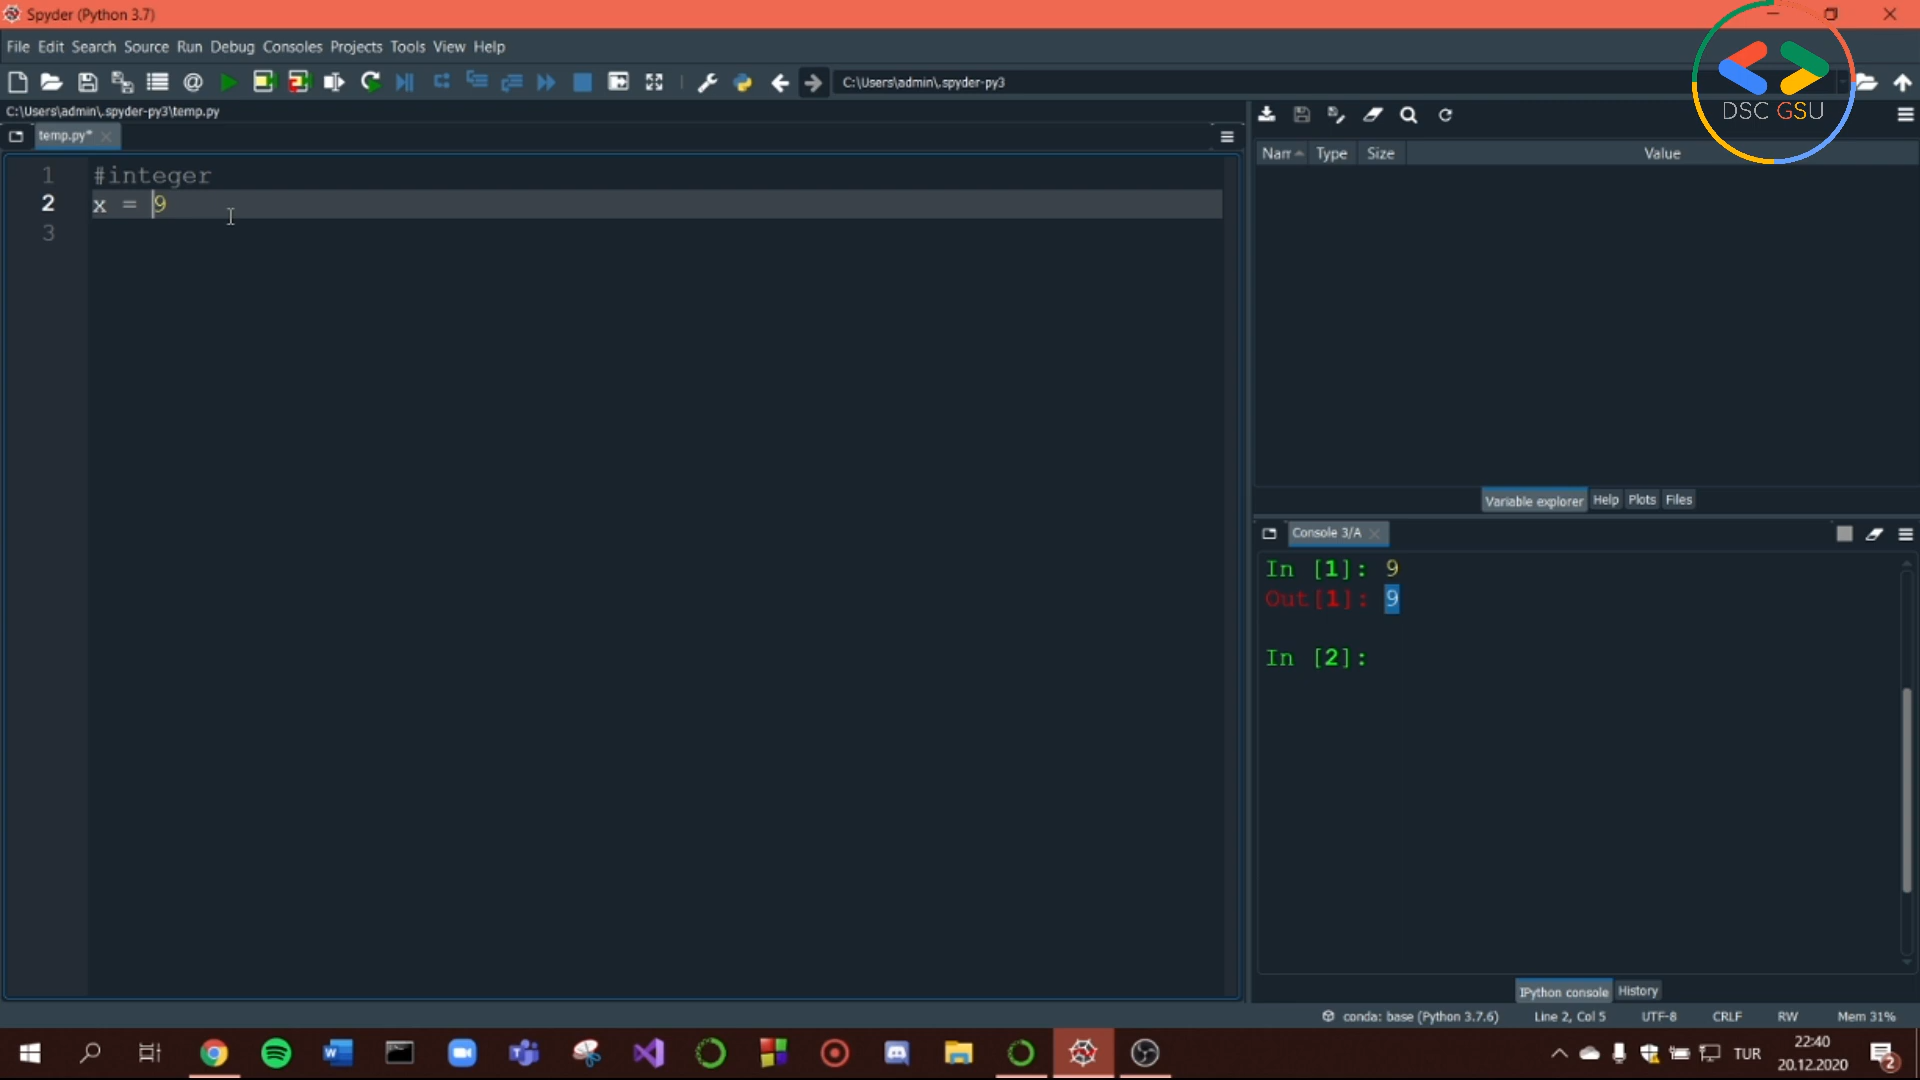 Spyder (Python 3.7)
File Edit Search Source Run Debug Consoles Projects Tools View Help
C:\Users\admin\.spyder-py3
DSC GSU
C:\Users\admin\.spyder-py3\temp.py
temp.py*
Nam Type Size Value
1 #integer
2 x = 9
3
Variable explorer Help Plots Files
Console 3/A
In [1]: 9
Out[1]: 9
In [2]:
IPython console History
conda: base (Python 3.7.6) Line 2, Col 5 UTF-8 CRLF RW Mem 31%
TUR
22:40
20.12.2020
2